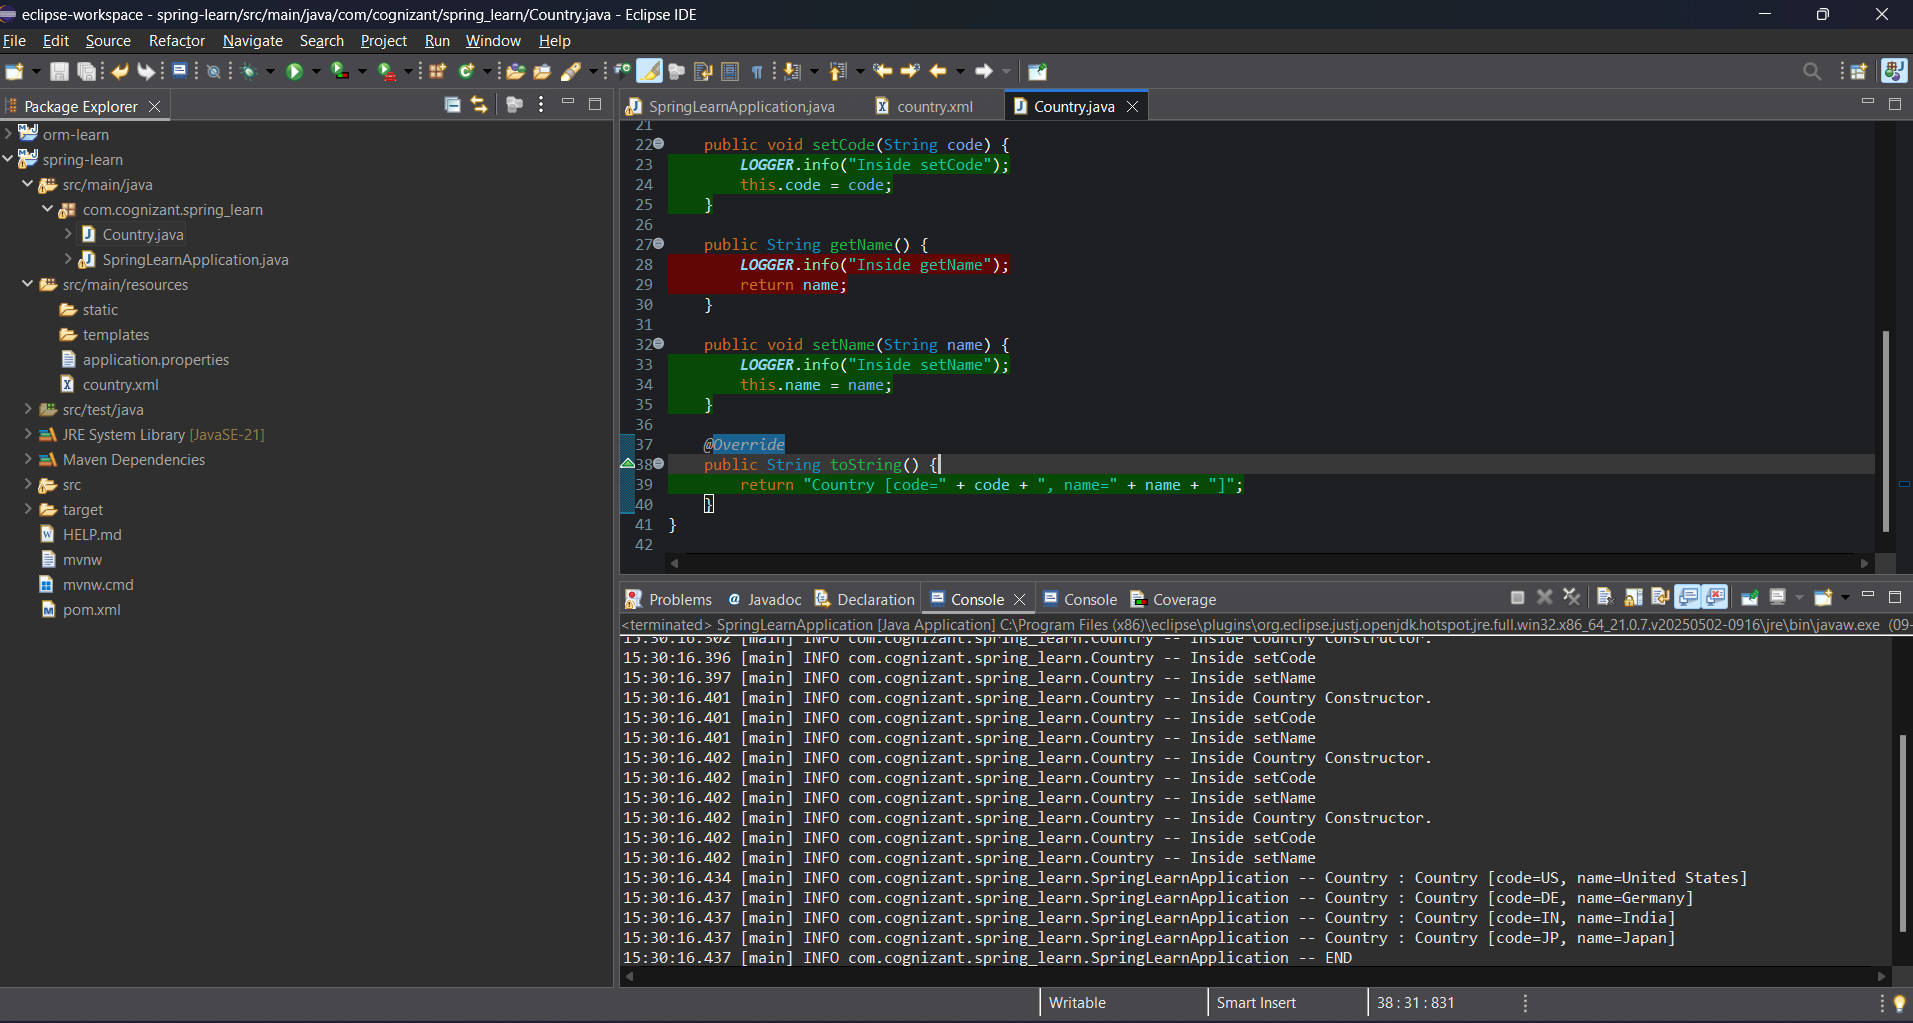 eclipse-workspace - spring-learn/src/main/java/com/cognizant/spring_learn/Country.java - Eclipse IDE
File Edit Source Refactor Navigate Search Project Run Window Help
Package Explorer
orm-learn
spring-learn
src/main/java
com.cognizant.spring_learn
Country.java
SpringLearnApplication.java
src/main/resources
static
templates
application.properties
country.xml
src/test/java
JRE System Library [JavaSE-21]
Maven Dependencies
src
target
HELP.md
mvnw
mvnw.cmd
pom.xml
SpringLearnApplication.java country.xml Country.java
21
22 public void setCode(String code) {
23 LOGGER.info("Inside setCode");
24 this.code = code;
25 }
26
27 public String getName() {
28 LOGGER.info("Inside getName");
29 return name;
30 }
31
32 public void setName(String name) {
33 LOGGER.info("Inside setName");
34 this.name = name;
35 }
36
37 @Override
38 public String toString() {
39 return "Country [code=" + code + ", name=" + name + "]";
40 }
41 }
42
Problems Javadoc Declaration Console Console Coverage
<terminated> SpringLearnApplication [Java Application] C:\Program Files (x86)\eclipse\plugins\org.eclipse.justj.openjdk.hotspot.jre.full.win32.x86_64_21.0.7.v20250502-0916\jre\bin\javaw.exe (09-
15:30:16.302 [main] INFO com.cognizant.spring_learn.Country -- Inside Country Constructor.
15:30:16.396 [main] INFO com.cognizant.spring_learn.Country -- Inside setCode
15:30:16.397 [main] INFO com.cognizant.spring_learn.Country -- Inside setName
15:30:16.401 [main] INFO com.cognizant.spring_learn.Country -- Inside Country Constructor.
15:30:16.401 [main] INFO com.cognizant.spring_learn.Country -- Inside setCode
15:30:16.401 [main] INFO com.cognizant.spring_learn.Country -- Inside setName
15:30:16.402 [main] INFO com.cognizant.spring_learn.Country -- Inside Country Constructor.
15:30:16.402 [main] INFO com.cognizant.spring_learn.Country -- Inside setCode
15:30:16.402 [main] INFO com.cognizant.spring_learn.Country -- Inside setName
15:30:16.402 [main] INFO com.cognizant.spring_learn.Country -- Inside Country Constructor.
15:30:16.402 [main] INFO com.cognizant.spring_learn.Country -- Inside setCode
15:30:16.402 [main] INFO com.cognizant.spring_learn.Country -- Inside setName
15:30:16.434 [main] INFO com.cognizant.spring_learn.SpringLearnApplication -- Country : Country [code=US, name=United States]
15:30:16.437 [main] INFO com.cognizant.spring_learn.SpringLearnApplication -- Country : Country [code=DE, name=Germany]
15:30:16.437 [main] INFO com.cognizant.spring_learn.SpringLearnApplication -- Country : Country [code=IN, name=India]
15:30:16.437 [main] INFO com.cognizant.spring_learn.SpringLearnApplication -- Country : Country [code=JP, name=Japan]
15:30:16.437 [main] INFO com.cognizant.spring_learn.SpringLearnApplication -- END
Writable Smart Insert 38 : 31 : 831